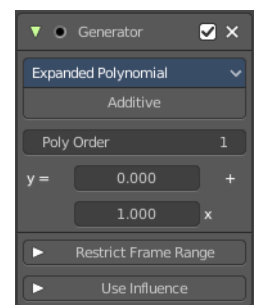 Generator
Expanded Polynomial
Additive
Poly Order 1
y = 0.000 +
1.000 x
Restrict Frame Range
Use Influence